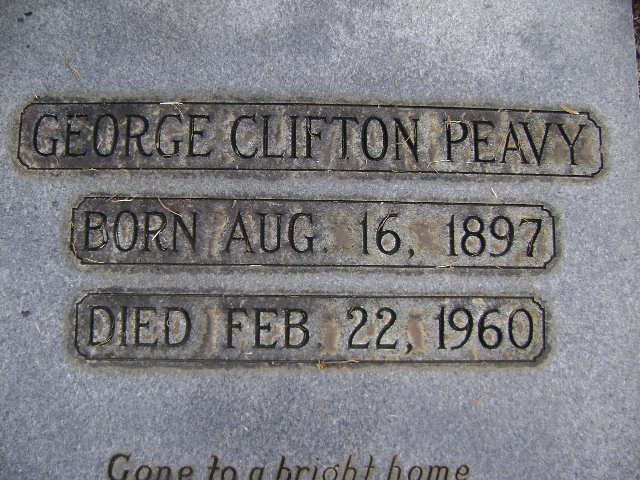 GEORGE CLIFTON PEAVY
BORN AUG. 16, 1897
DIED FEB. 22, 1960
Gone to a bright home